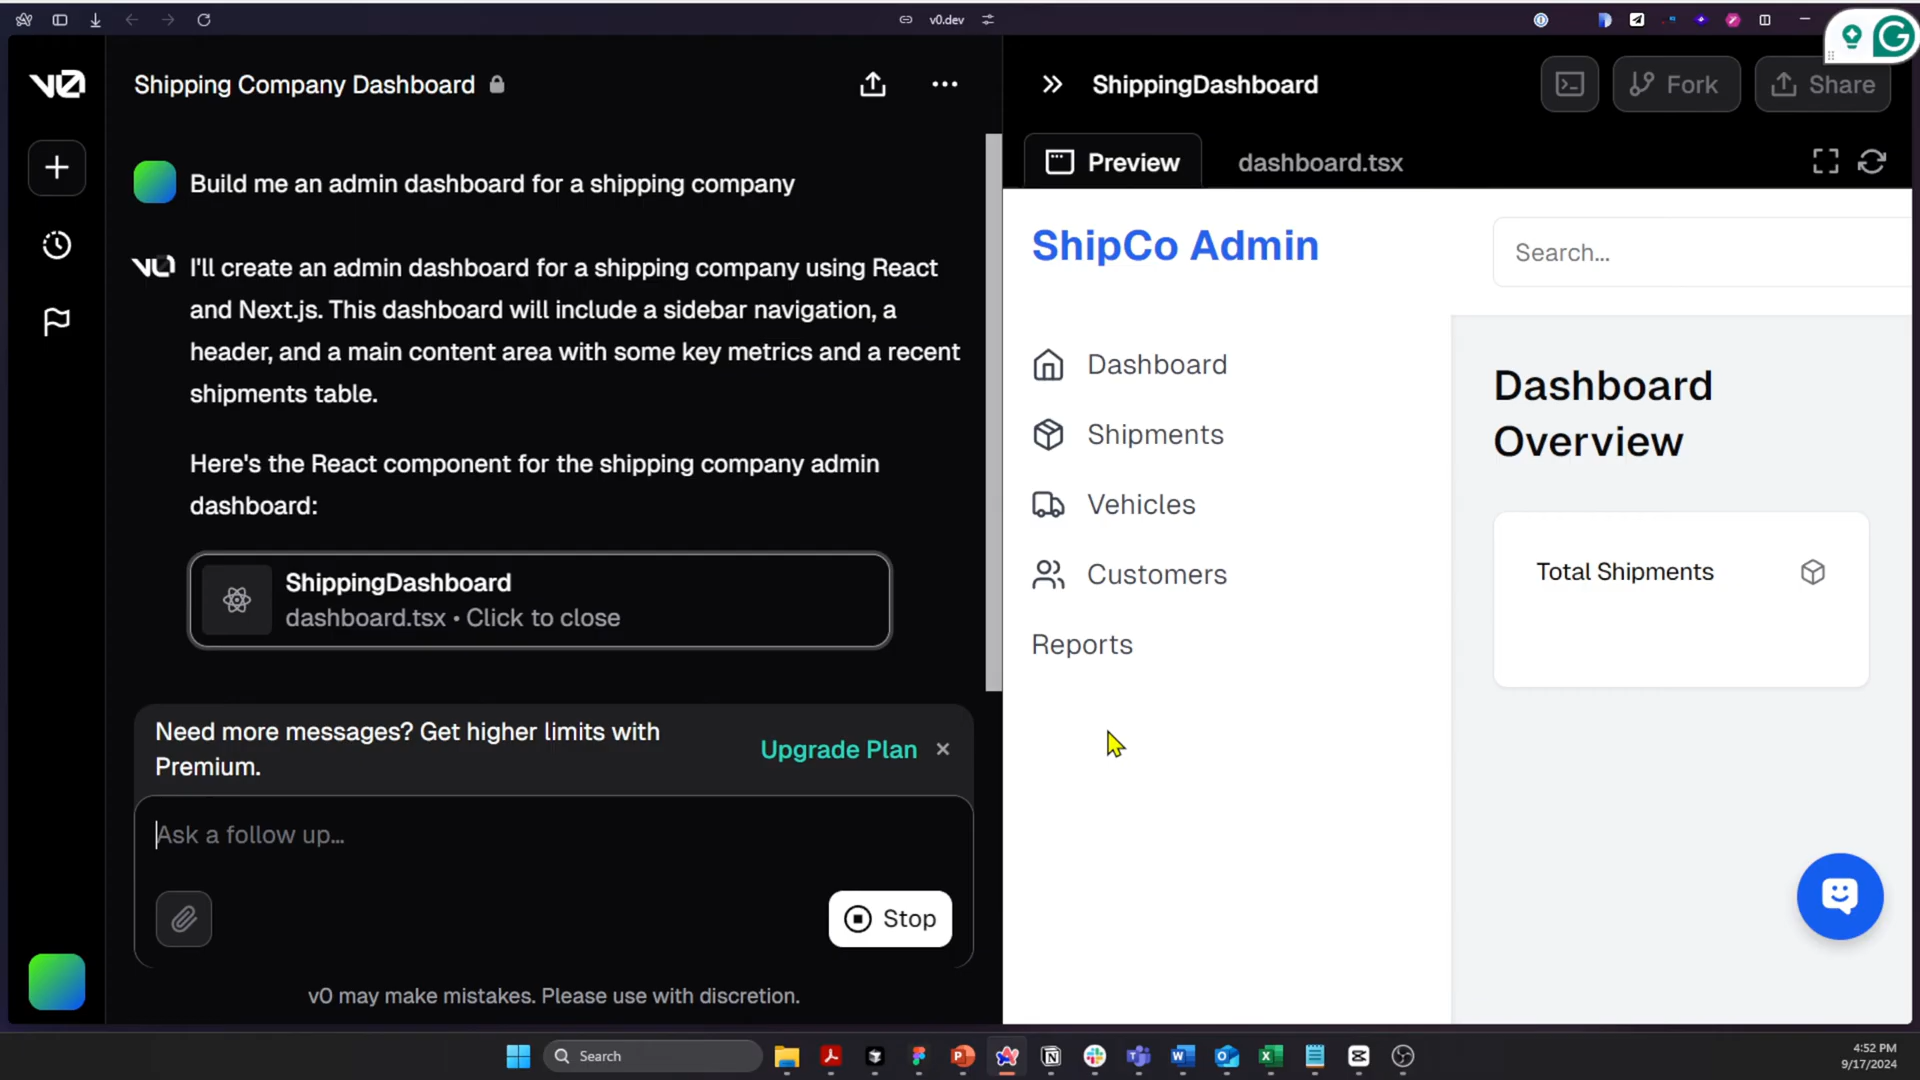 v0.dev
v0
Shipping Company Dashboard
Build me an admin dashboard for a shipping company
v0
I'll create an admin dashboard for a shipping company using React
and Next.js. This dashboard will include a sidebar navigation, a
header, and a main content area with some key metrics and a recent
shipments table.
Here's the React component for the shipping company admin
dashboard:
ShippingDashboard
dashboard.tsx • Click to close
Need more messages? Get higher limits with
Premium.
Upgrade Plan
Ask a follow up...
Stop
v0 may make mistakes. Please use with discretion.
ShippingDashboard
Fork
Share
Preview
dashboard.tsx
ShipCo Admin
Search...
Dashboard
Shipments
Vehicles
Customers
Reports
Dashboard
Overview
Total Shipments
Search
4:52 PM
9/17/2024